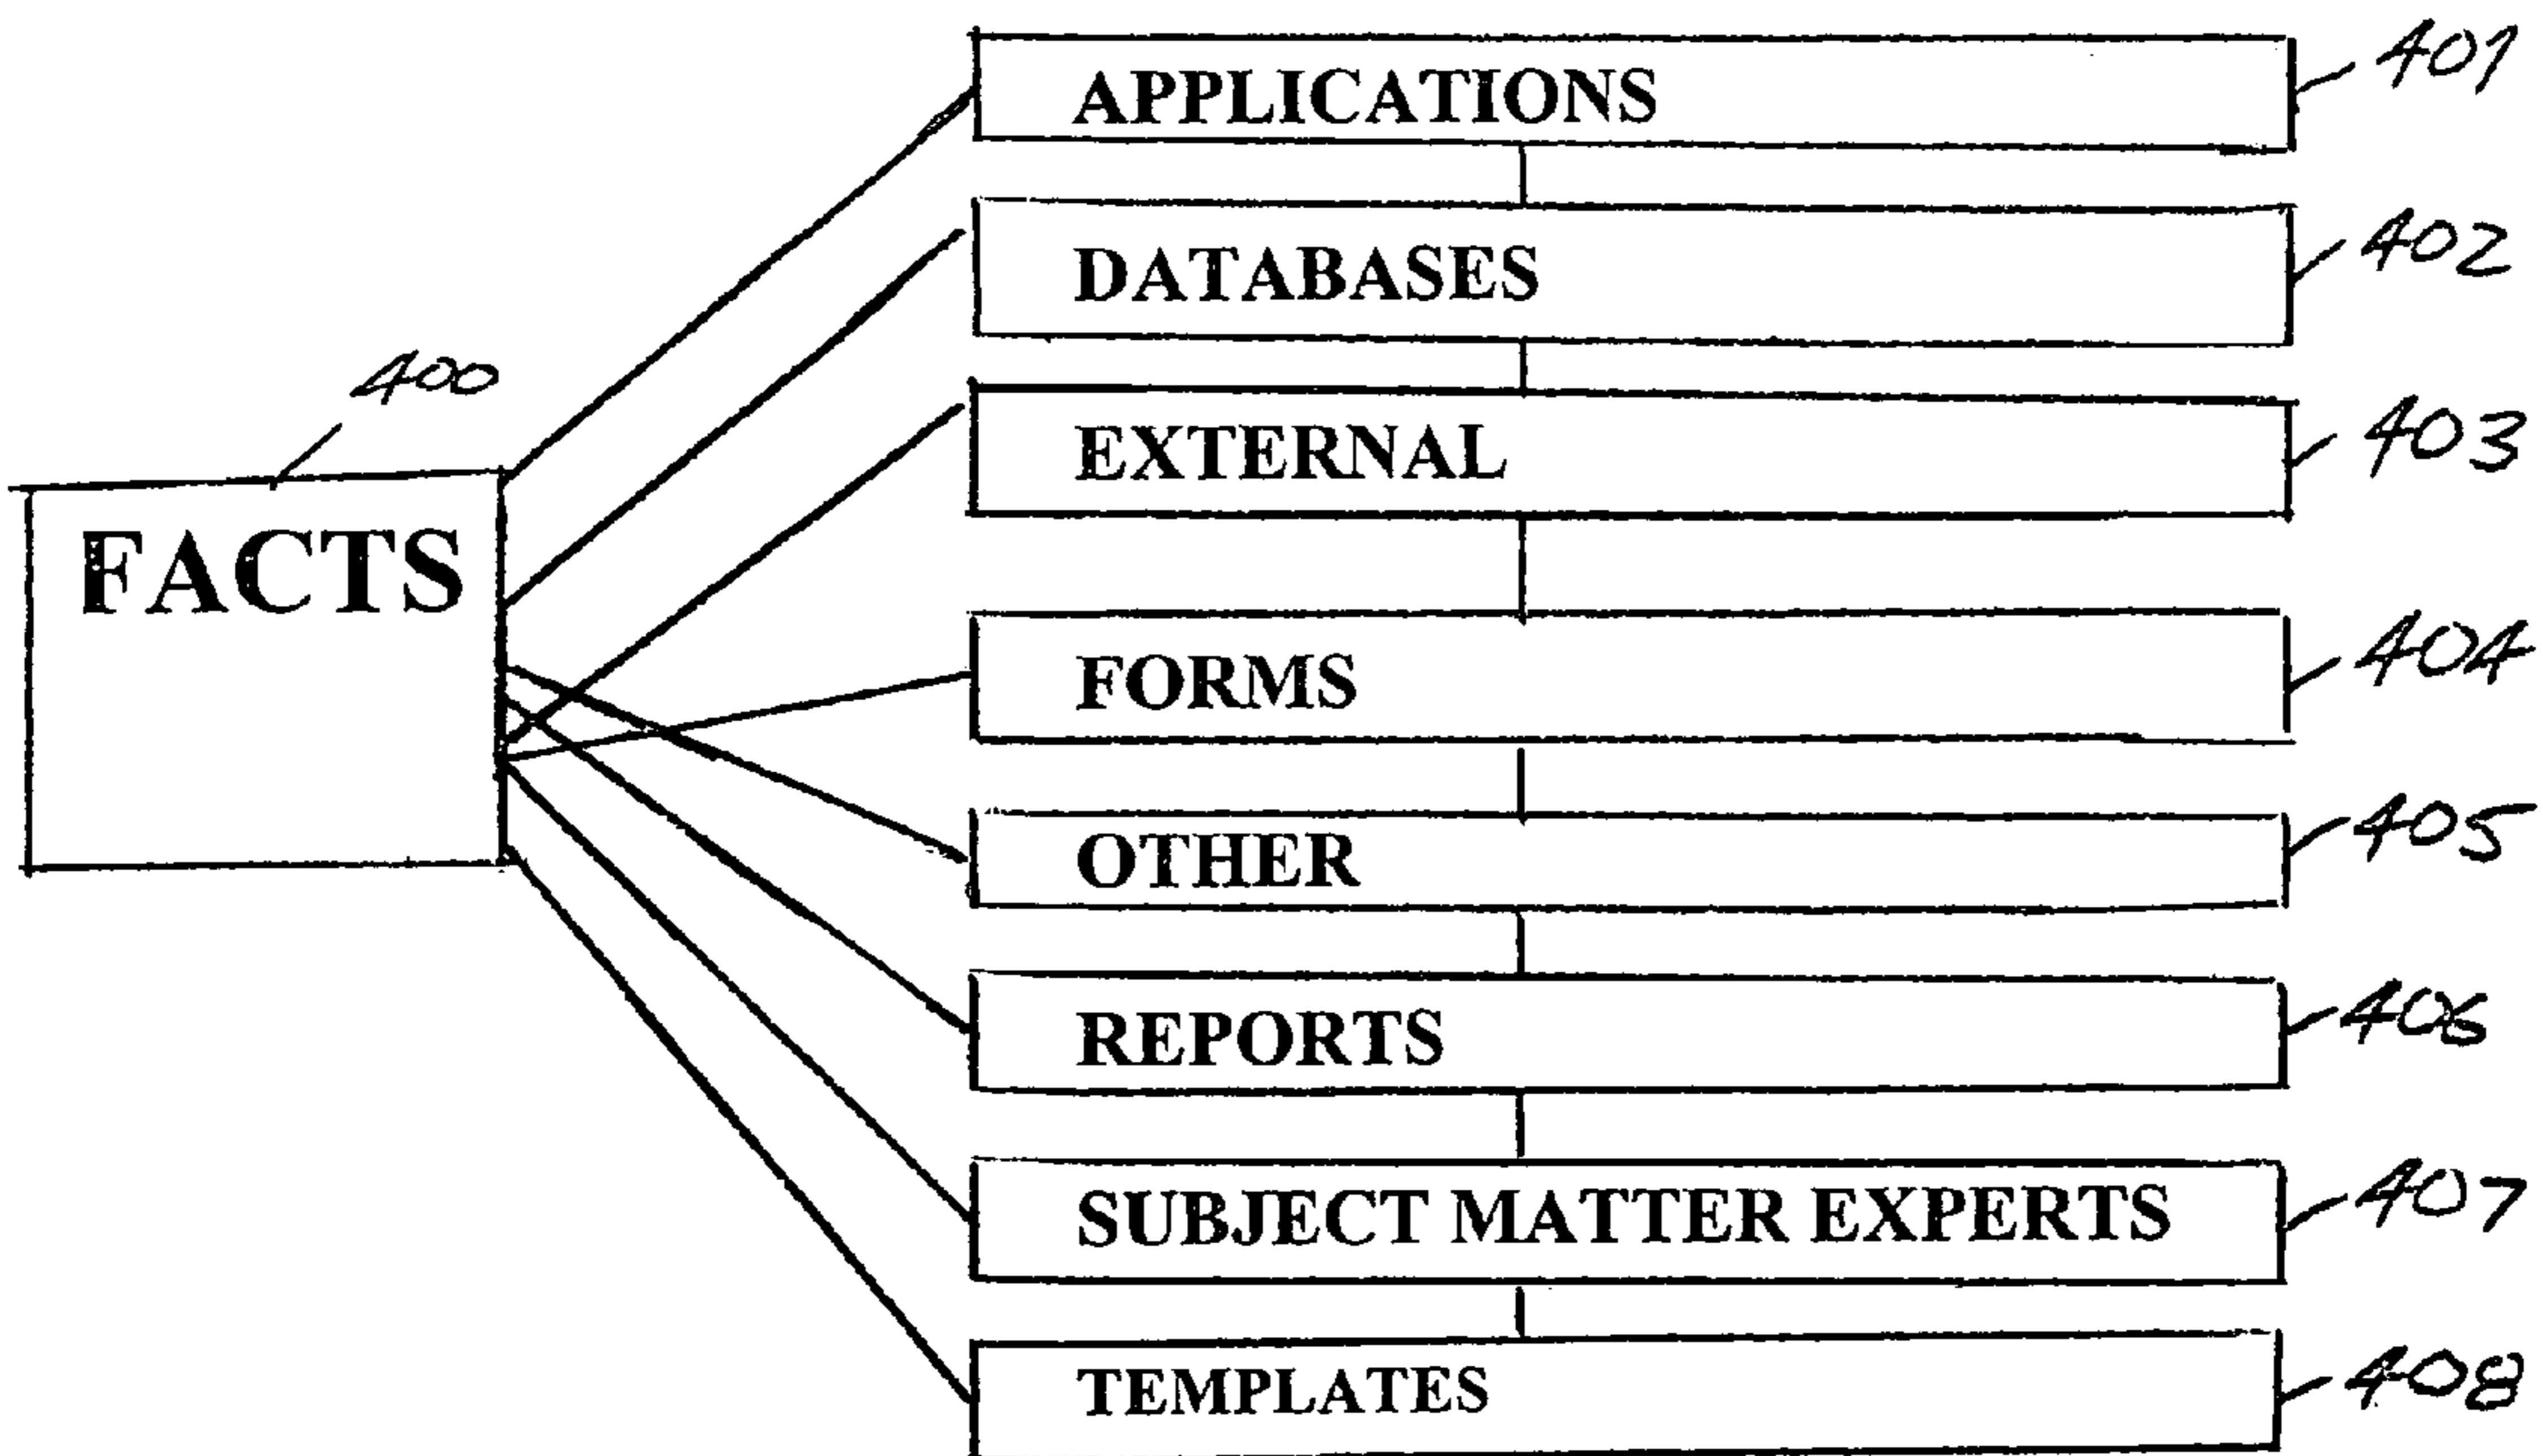 APPLICATIONS 401
DATABASES 402
400
EXTERNAL 403
FACTS
FORMS 404
OTHER 405
REPORTS 406
SUBJECT MATTER EXPERTS 407
TEMPLATES 408